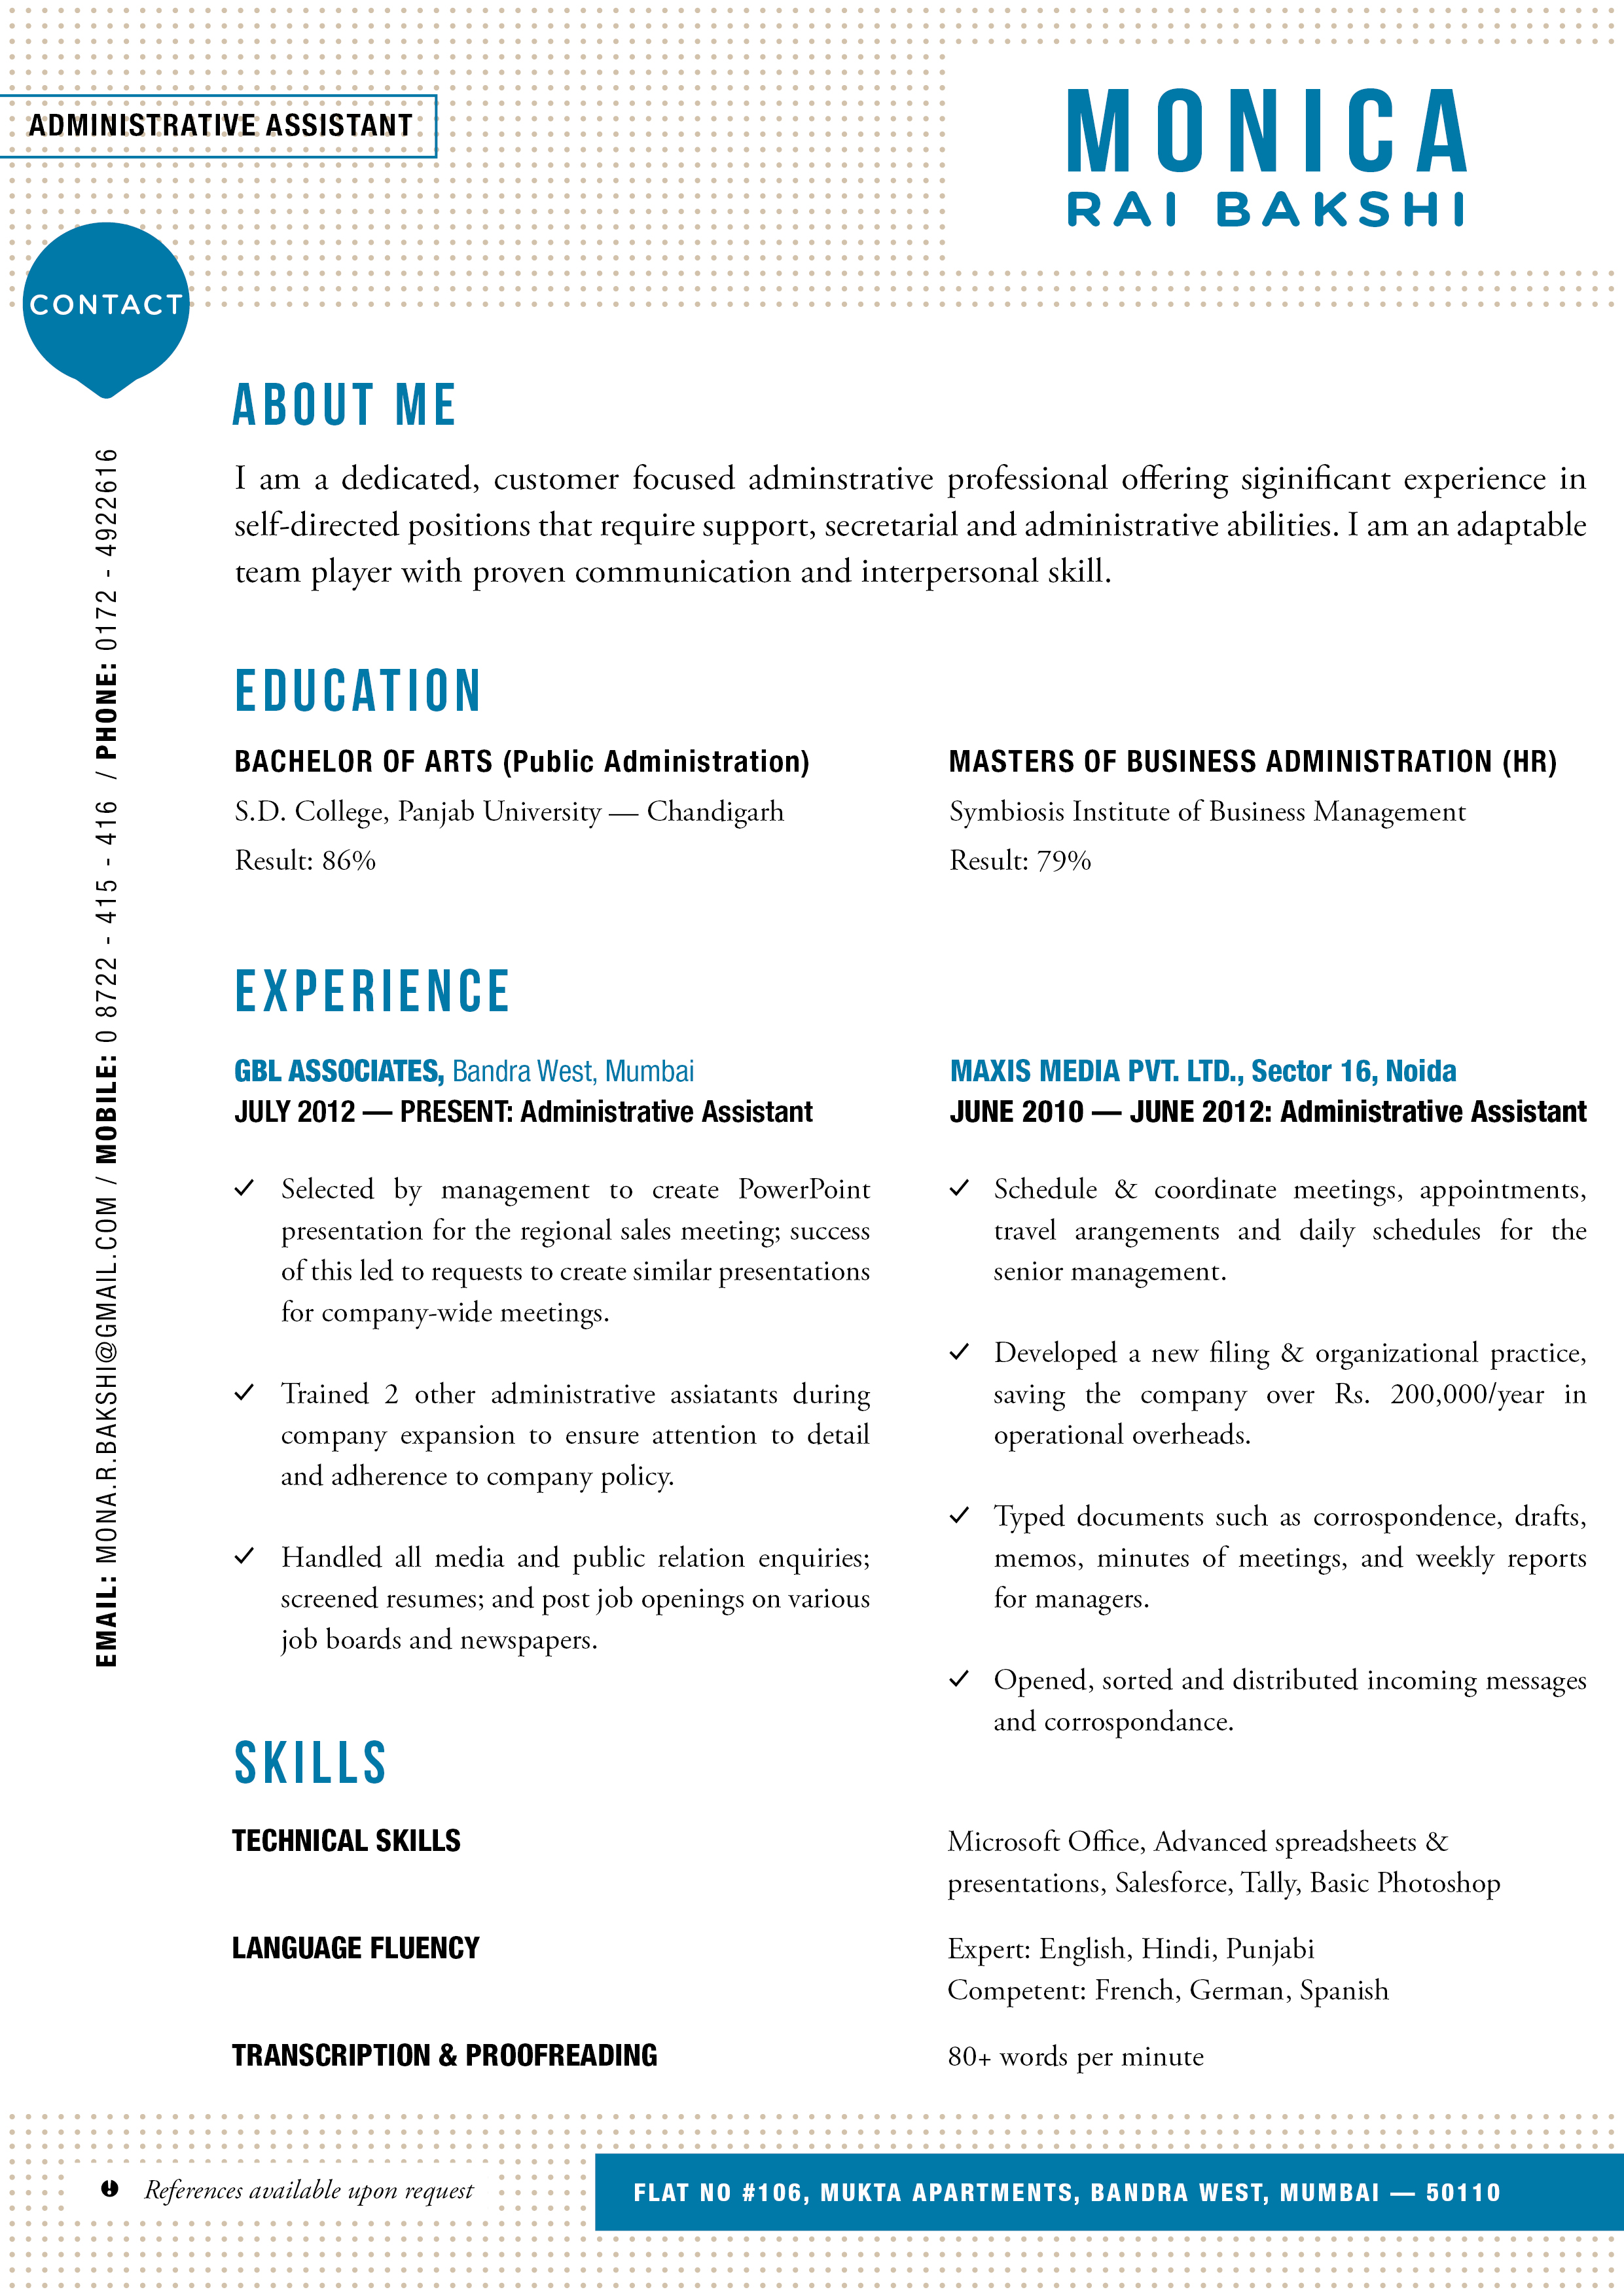 ADMINISTRATIVE ASSISTANT
MONICA
RAI BAKSHI
CONTACT
EMAIL: MONA.R.BAKSHI@GMAIL.COM / MOBILE: 0 8722 - 415 - 416 / PHONE: 0172 - 4922616
ABOUT ME
I am a dedicated, customer focused adminstrative professional offering siginificant experience in
self-directed positions that require support, secretarial and administrative abilities. I am an adaptable
team player with proven communication and interpersonal skill.
EDUCATION
BACHELOR OF ARTS (Public Administration)
S.D. College, Panjab University — Chandigarh
Result: 86%
MASTERS OF BUSINESS ADMINISTRATION (HR)
Symbiosis Institute of Business Management
Result: 79%
EXPERIENCE
GBL ASSOCIATES, Bandra West, Mumbai
JULY 2012 — PRESENT: Administrative Assistant
✓ Selected by management to create PowerPoint
presentation for the regional sales meeting; success
of this led to requests to create similar presentations
for company-wide meetings.
✓ Trained 2 other administrative assiatants during
company expansion to ensure attention to detail
and adherence to company policy.
✓ Handled all media and public relation enquiries;
screened resumes; and post job openings on various
job boards and newspapers.
MAXIS MEDIA PVT. LTD., Sector 16, Noida
JUNE 2010 — JUNE 2012: Administrative Assistant
✓ Schedule & coordinate meetings, appointments,
travel arangements and daily schedules for the
senior management.
✓ Developed a new filing & organizational practice,
saving the company over Rs. 200,000/year in
operational overheads.
✓ Typed documents such as corrospondence, drafts,
memos, minutes of meetings, and weekly reports
for managers.
✓ Opened, sorted and distributed incoming messages
and corrospondance.
SKILLS
TECHNICAL SKILLS
Microsoft Office, Advanced spreadsheets &
presentations, Salesforce, Tally, Basic Photoshop
LANGUAGE FLUENCY
Expert: English, Hindi, Punjabi
Competent: French, German, Spanish
TRANSCRIPTION & PROOFREADING
80+ words per minute
References available upon request
FLAT NO #106, MUKTA APARTMENTS, BANDRA WEST, MUMBAI — 50110